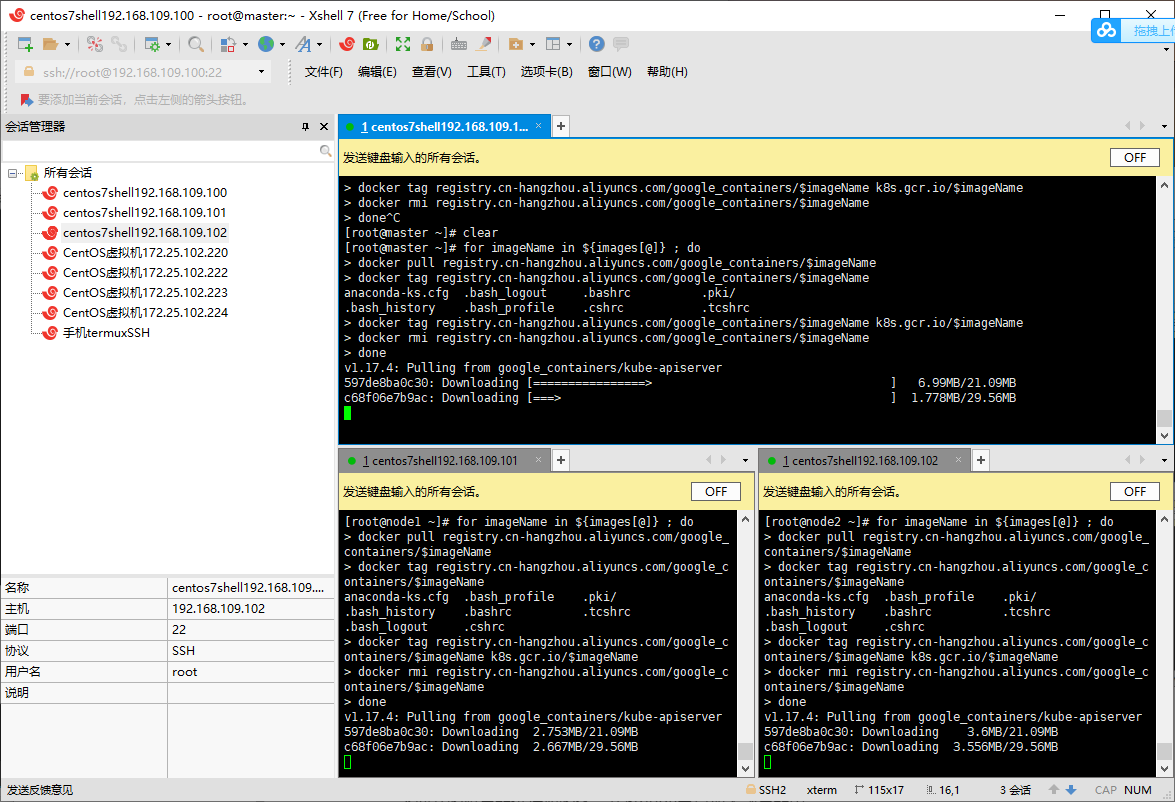 centos7shell192.168.109.100 - root@master:~ - Xshell 7 (Free for Home/School)
拖拽上传
ssh://root@192.168.109.100:22
文件(F) 编辑(E) 查看(V) 工具(T) 选项卡(B) 窗口(W) 帮助(H)
要添加当前会话，点击左侧的箭头按钮。
会话管理器
所有会话
centos7shell192.168.109.100
centos7shell192.168.109.101
centos7shell192.168.109.102
CentOS虚拟机172.25.102.220
CentOS虚拟机172.25.102.222
CentOS虚拟机172.25.102.223
CentOS虚拟机172.25.102.224
手机termuxSSH
名称 centos7shell192.168.109....
主机 192.168.109.102
端口 22
协议 SSH
用户名 root
说明
1 centos7shell192.168.109.1...
发送键盘输入的所有会话。 OFF
> docker tag registry.cn-hangzhou.aliyuncs.com/google_containers/$imageName k8s.gcr.io/$imageName
> docker rmi registry.cn-hangzhou.aliyuncs.com/google_containers/$imageName
> done^C
[root@master ~]# clear
[root@master ~]# for imageName in ${images[@]} ; do
> docker pull registry.cn-hangzhou.aliyuncs.com/google_containers/$imageName
> docker tag registry.cn-hangzhou.aliyuncs.com/google_containers/$imageName
anaconda-ks.cfg .bash_logout .bashrc .pki/
.bash_history .bash_profile .cshrc .tcshrc
> docker tag registry.cn-hangzhou.aliyuncs.com/google_containers/$imageName k8s.gcr.io/$imageName
> docker rmi registry.cn-hangzhou.aliyuncs.com/google_containers/$imageName
> done
v1.17.4: Pulling from google_containers/kube-apiserver
597de8ba0c30: Downloading [================> ] 6.99MB/21.09MB
c68f06e7b9ac: Downloading [===> ] 1.778MB/29.56MB
1 centos7shell192.168.109.101
发送键盘输入的所有会话。 OFF
[root@node1 ~]# for imageName in ${images[@]} ; do
> docker pull registry.cn-hangzhou.aliyuncs.com/google_
containers/$imageName
> docker tag registry.cn-hangzhou.aliyuncs.com/google_c
ontainers/$imageName
anaconda-ks.cfg .bash_profile .pki/
.bash_history .bashrc .tcshrc
.bash_logout .cshrc
> docker tag registry.cn-hangzhou.aliyuncs.com/google_c
ontainers/$imageName k8s.gcr.io/$imageName
> docker rmi registry.cn-hangzhou.aliyuncs.com/google_c
ontainers/$imageName
> done
v1.17.4: Pulling from google_containers/kube-apiserver
597de8ba0c30: Downloading 2.753MB/21.09MB
c68f06e7b9ac: Downloading 2.667MB/29.56MB
1 centos7shell192.168.109.102
发送键盘输入的所有会话。 OFF
[root@node2 ~]# for imageName in ${images[@]} ; do
> docker pull registry.cn-hangzhou.aliyuncs.com/google_
containers/$imageName
> docker tag registry.cn-hangzhou.aliyuncs.com/google_c
ontainers/$imageName
anaconda-ks.cfg .bash_profile .pki/
.bash_history .bashrc .tcshrc
.bash_logout .cshrc
> docker tag registry.cn-hangzhou.aliyuncs.com/google_c
ontainers/$imageName k8s.gcr.io/$imageName
> docker rmi registry.cn-hangzhou.aliyuncs.com/google_c
ontainers/$imageName
> done
v1.17.4: Pulling from google_containers/kube-apiserver
597de8ba0c30: Downloading 3.6MB/21.09MB
c68f06e7b9ac: Downloading 3.556MB/29.56MB
发送反馈意见 SSH2 xterm 115x17 16,1 3 会话 CAP NUM